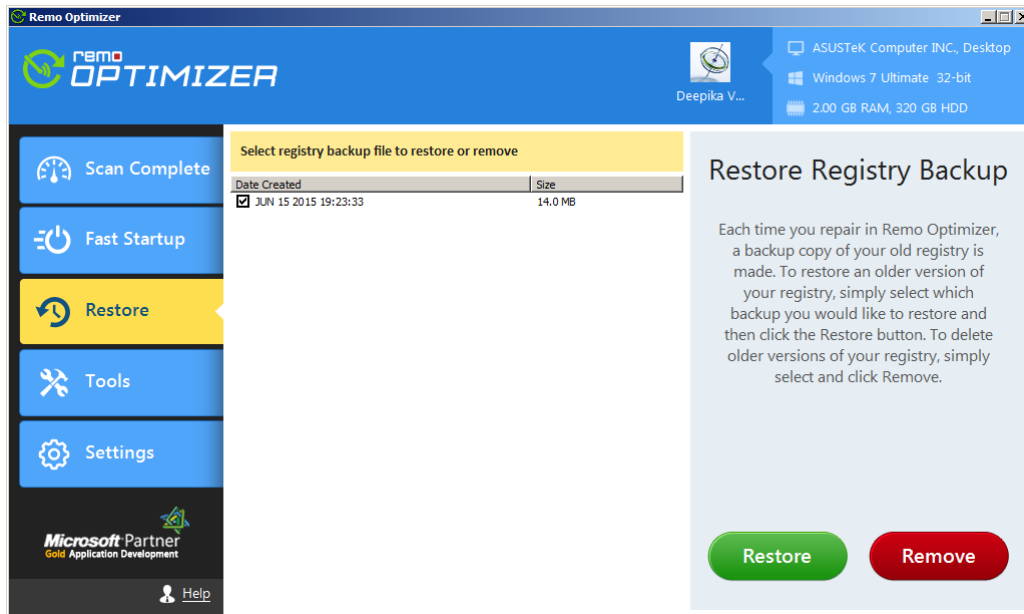 Remo Optimizer
remo
OPTIMIZER
Deepika V...
ASUSTeK Computer INC., Desktop
Windows 7 Ultimate 32-bit
2.00 GB RAM, 320 GB HDD
Scan Complete
Fast Startup
Restore
Tools
Settings
Microsoft Partner
Gold Application Development
Help
Select registry backup file to restore or remove
Date Created Size
JUN 15 2015 19:23:33 14.0 MB
Restore Registry Backup
Each time you repair in Remo Optimizer,
a backup copy of your old registry is
made. To restore an older version of
your registry, simply select which
backup you would like to restore and
then click the Restore button. To delete
older versions of your registry, simply
select and click Remove.
Restore
Remove